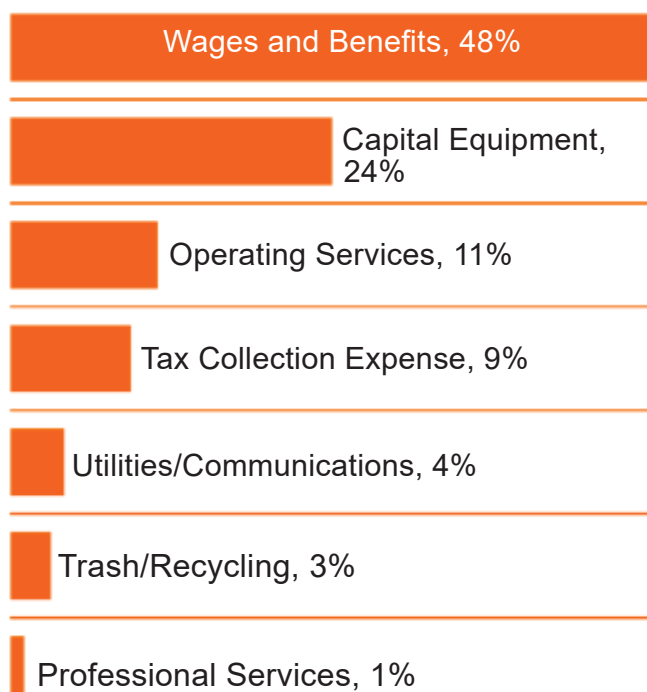 Wages and Benefits, 48%
Capital Equipment,
24%
Operating Services, 11%
Tax Collection Expense, 9%
Utilities/Communications, 4%
Trash/Recycling, 3%
Professional Services, 1%